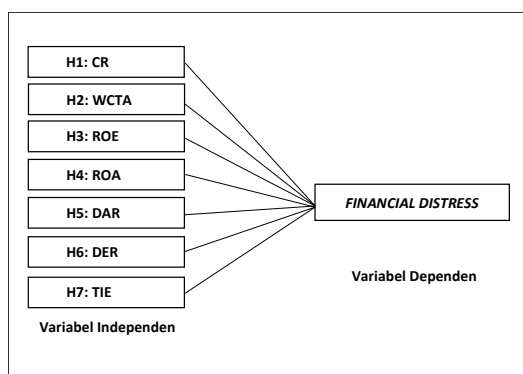 H1: CR
H2: WCTA
H3: ROE
H4: ROA
H5: DAR
H6: DER
H7: TIE
Variabel Independen
FINANCIAL DISTRESS
Variabel Dependen